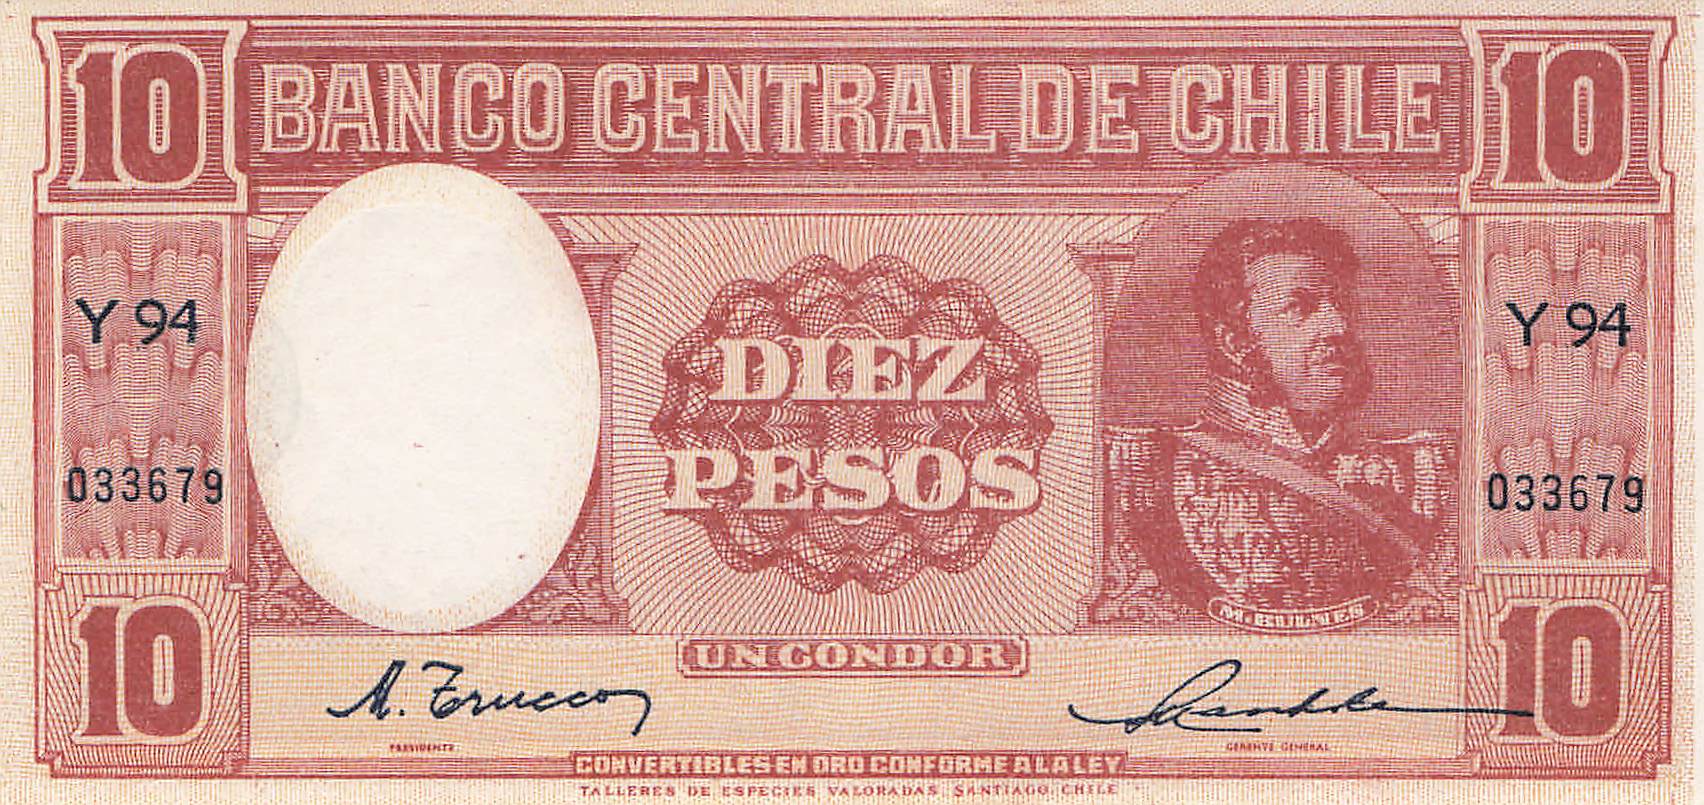 10 BANCO CENTRAL DE CHILE 10
Y 94 Y 94
DIEZ
PESOS
033679 033679
M. BULNES
10 10
UN CONDOR
A. Trucco
PRESIDENTE GERENTE GENERAL
CONVERTIBLES EN ORO CONFORME A LA LEY
TALLERES DE ESPECIES VALORADAS SANTIAGO CHILE